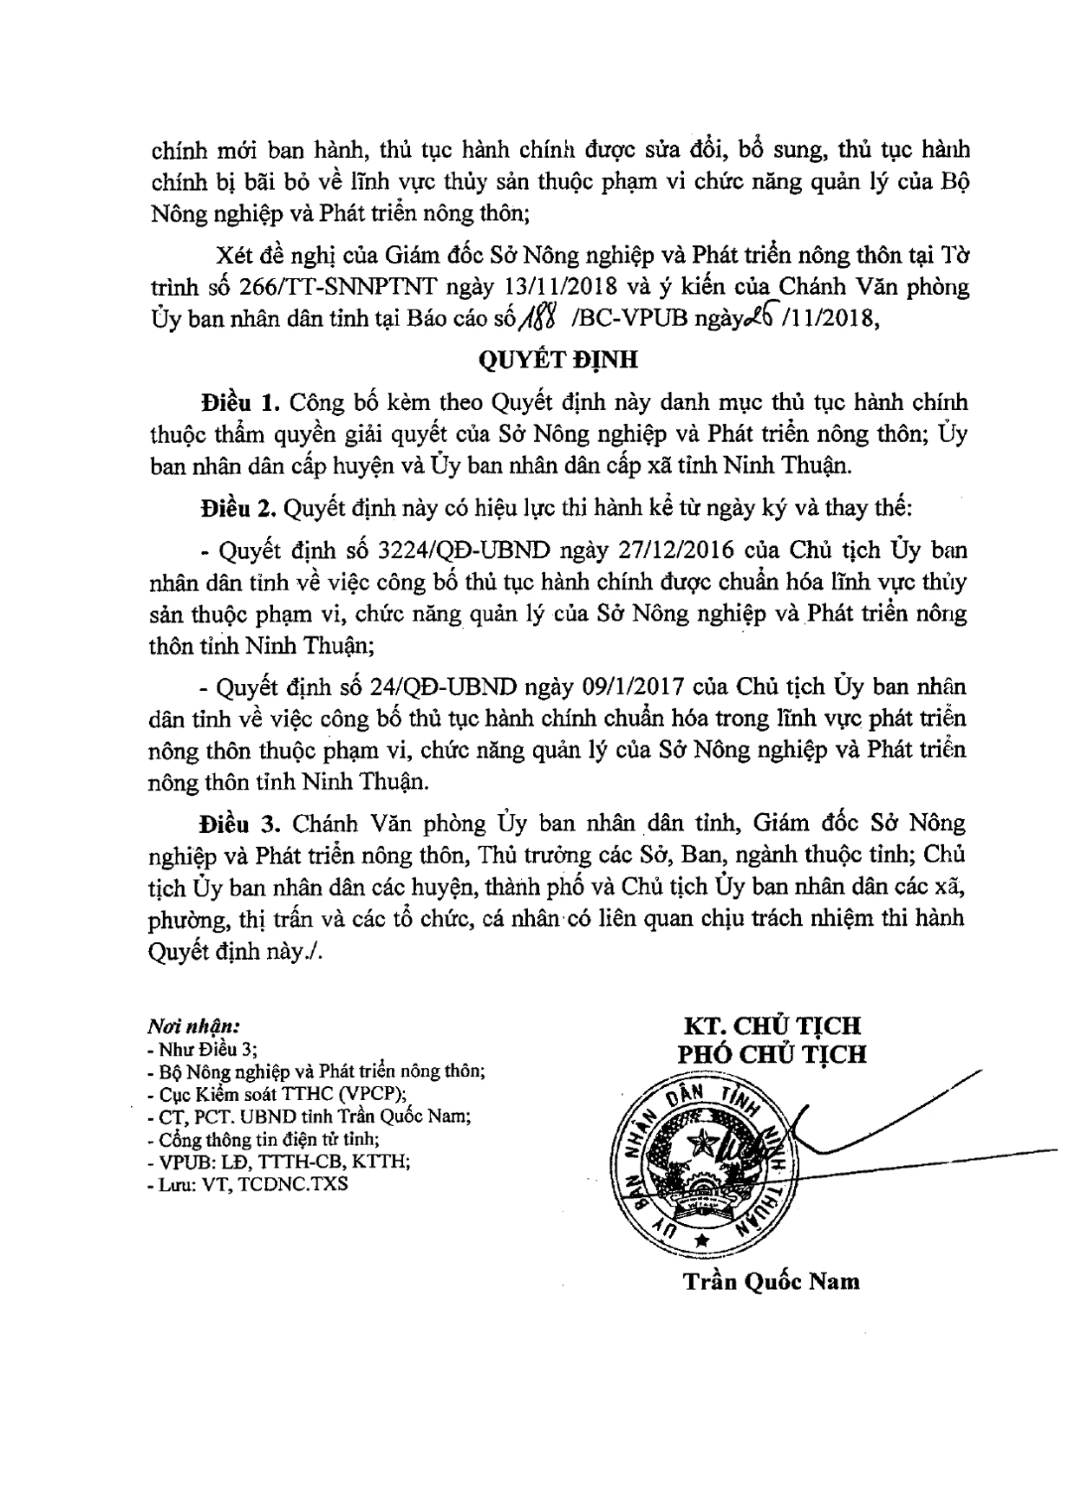 chính mới ban hành, thủ tục hành chính được sửa đổi, bổ sung, thủ tục hành
chính bị bãi bỏ về lĩnh vực thủy sản thuộc phạm vi chức năng quản lý của Bộ
Nông nghiệp và Phát triển nông thôn;
Xét đề nghị của Giám đốc Sở Nông nghiệp và Phát triển nông thôn tại Tờ
trình số 266/TT-SNNPTNT ngày 13/11/2018 và ý kiến của Chánh Văn phòng
Ủy ban nhân dân tỉnh tại Báo cáo số 188 /BC-VPUB ngày 26 /11/2018,
QUYẾT ĐỊNH
Điều 1. Công bố kèm theo Quyết định này danh mục thủ tục hành chính
thuộc thẩm quyền giải quyết của Sở Nông nghiệp và Phát triển nông thôn; Ủy
ban nhân dân cấp huyện và Ủy ban nhân dân cấp xã tỉnh Ninh Thuận.
Điều 2. Quyết định này có hiệu lực thi hành kể từ ngày ký và thay thế:
- Quyết định số 3224/QĐ-UBND ngày 27/12/2016 của Chủ tịch Ủy ban
nhân dân tỉnh về việc công bố thủ tục hành chính được chuẩn hóa lĩnh vực thủy
sản thuộc phạm vi, chức năng quản lý của Sở Nông nghiệp và Phát triển nông
thôn tỉnh Ninh Thuận;
- Quyết định số 24/QĐ-UBND ngày 09/1/2017 của Chủ tịch Ủy ban nhân
dân tỉnh về việc công bố thủ tục hành chính chuẩn hóa trong lĩnh vực phát triển
nông thôn thuộc phạm vi, chức năng quản lý của Sở Nông nghiệp và Phát triển
nông thôn tỉnh Ninh Thuận.
Điều 3. Chánh Văn phòng Ủy ban nhân dân tỉnh, Giám đốc Sở Nông
nghiệp và Phát triển nông thôn, Thủ trưởng các Sở, Ban, ngành thuộc tỉnh; Chủ
tịch Ủy ban nhân dân các huyện, thành phố và Chủ tịch Ủy ban nhân dân các xã,
phường, thị trấn và các tổ chức, cá nhân có liên quan chịu trách nhiệm thi hành
Quyết định này./.
Nơi nhận:
- Như Điều 3;
- Bộ Nông nghiệp và Phát triển nông thôn;
- Cục Kiểm soát TTHC (VPCP);
- CT, PCT. UBND tỉnh Trần Quốc Nam;
- Cổng thông tin điện tử tỉnh;
- VPUB: LĐ, TTTH-CB, KTTH;
- Lưu: VT, TCDNC.TXS
KT. CHỦ TỊCH
PHÓ CHỦ TỊCH
ỦY BAN NHÂN DÂN TỈNH NINH THUẬN
Trần Quốc Nam